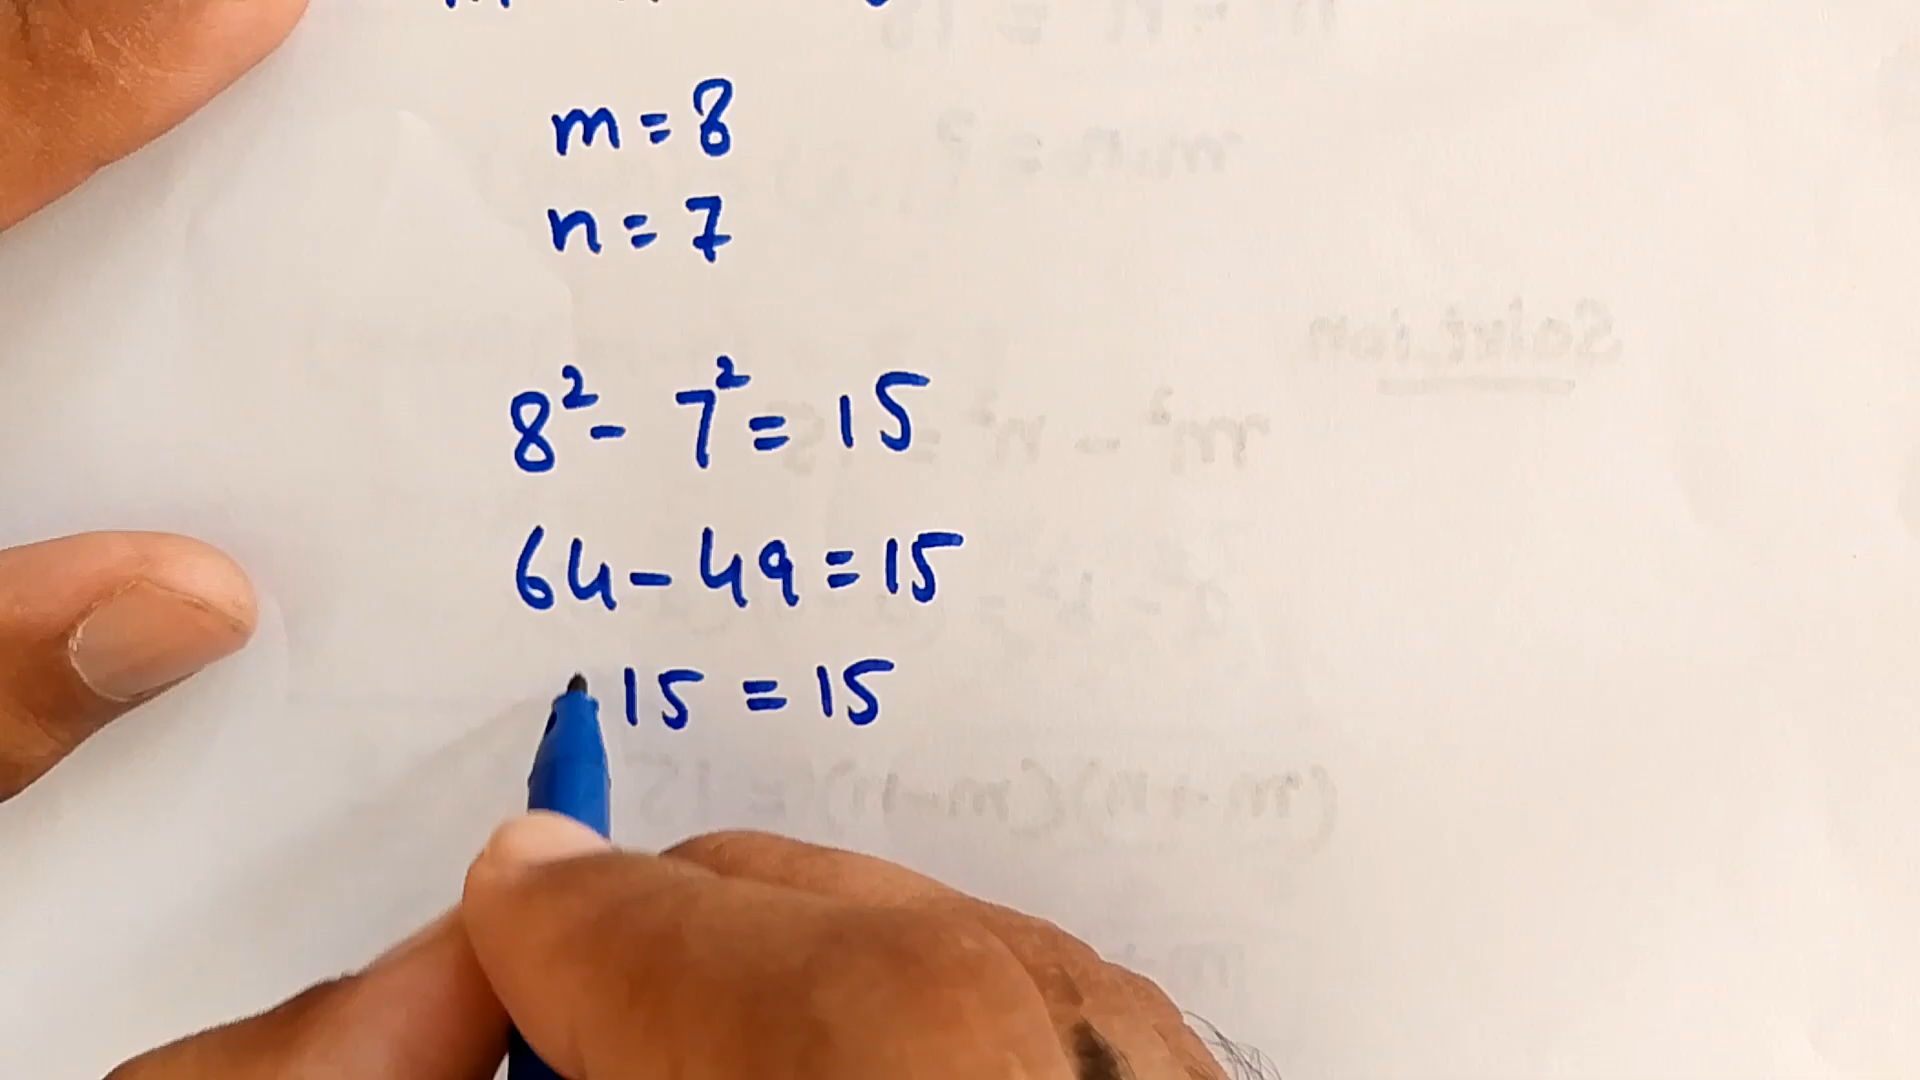 m = 8
n = 7
8² - 7² = 15
64 - 49 = 15
15 = 15